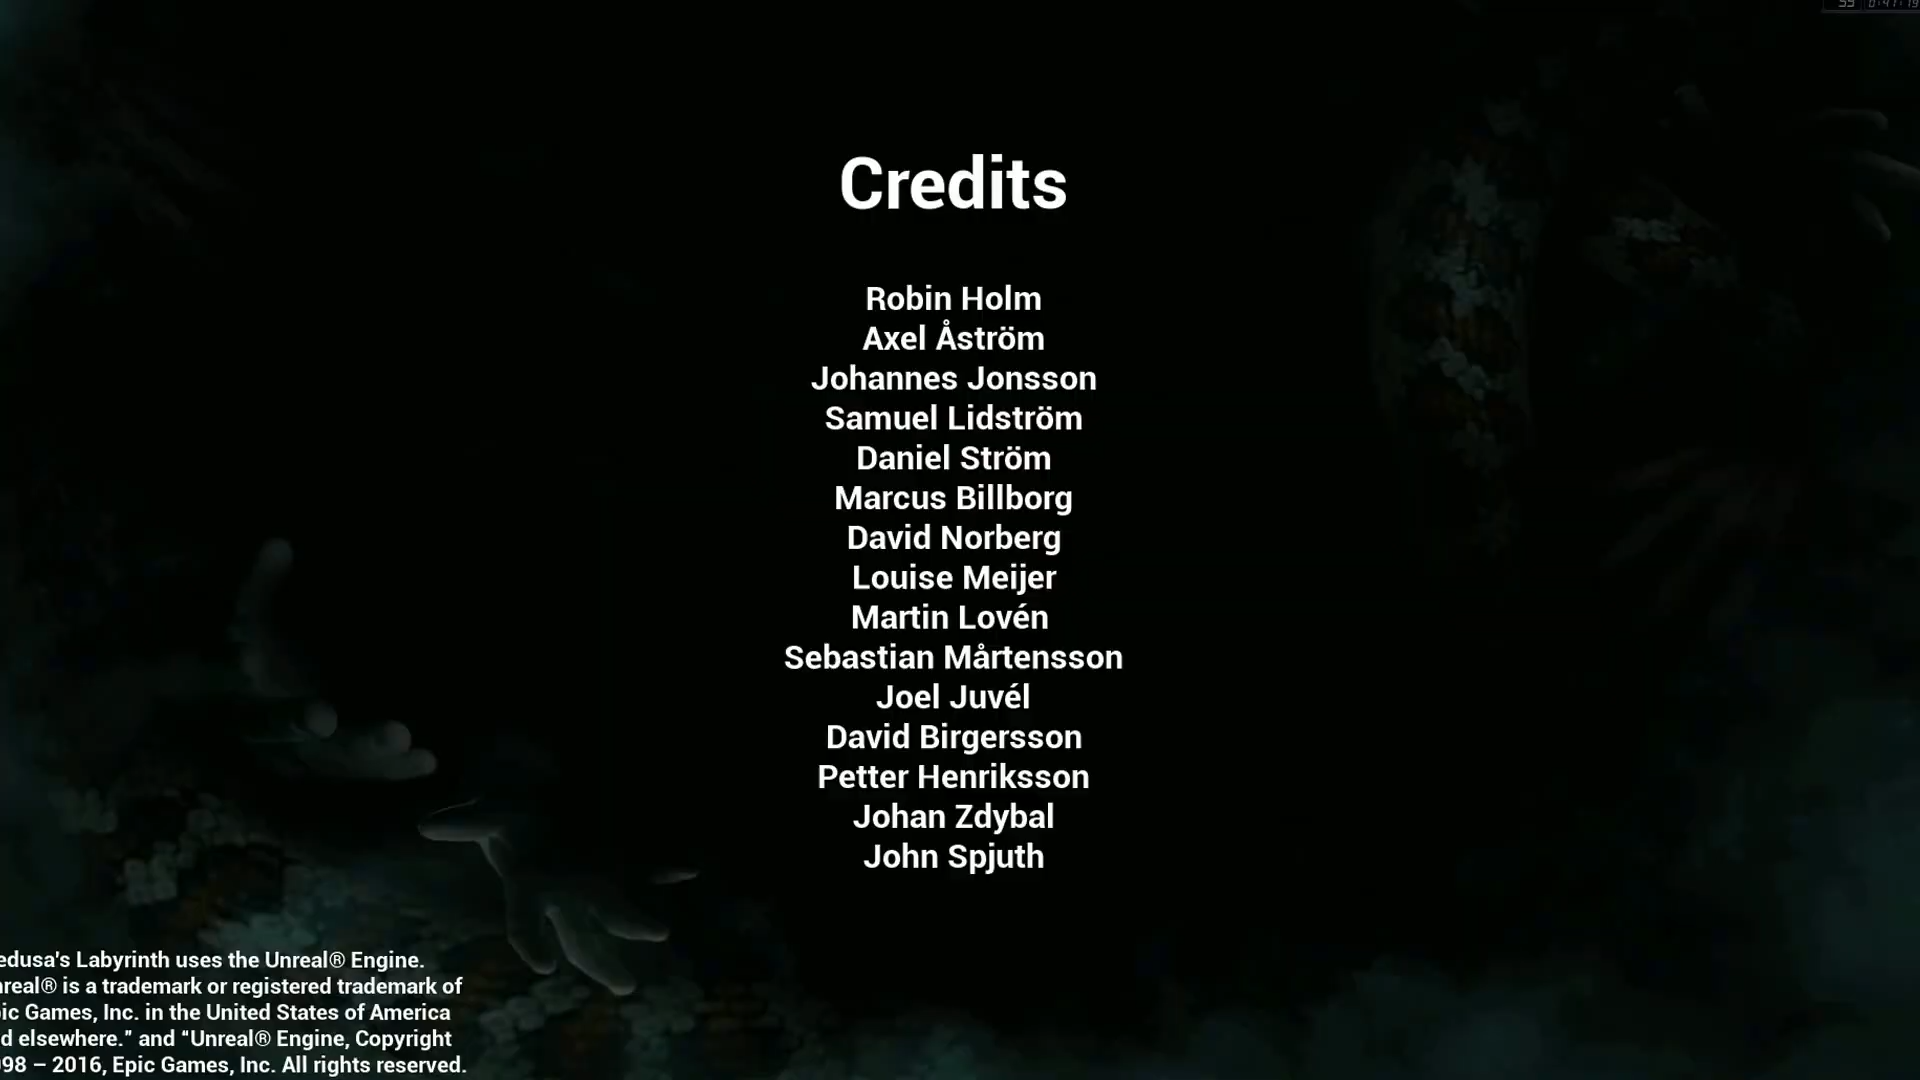 Credits
Robin Holm
Axel Åström
Johannes Jonsson
Samuel Lidström
Daniel Ström
Marcus Billborg
David Norberg
Louise Meijer
Martin Lovén
Sebastian Mårtensson
Joel Juvél
David Birgersson
Petter Henriksson
Johan Zdybal
John Spjuth
edusa's Labyrinth uses the Unreal® Engine.
nreal® is a trademark or registered trademark of
ic Games, Inc. in the United States of America
d elsewhere.” and “Unreal® Engine, Copyright
98 – 2016, Epic Games, Inc. All rights reserved.